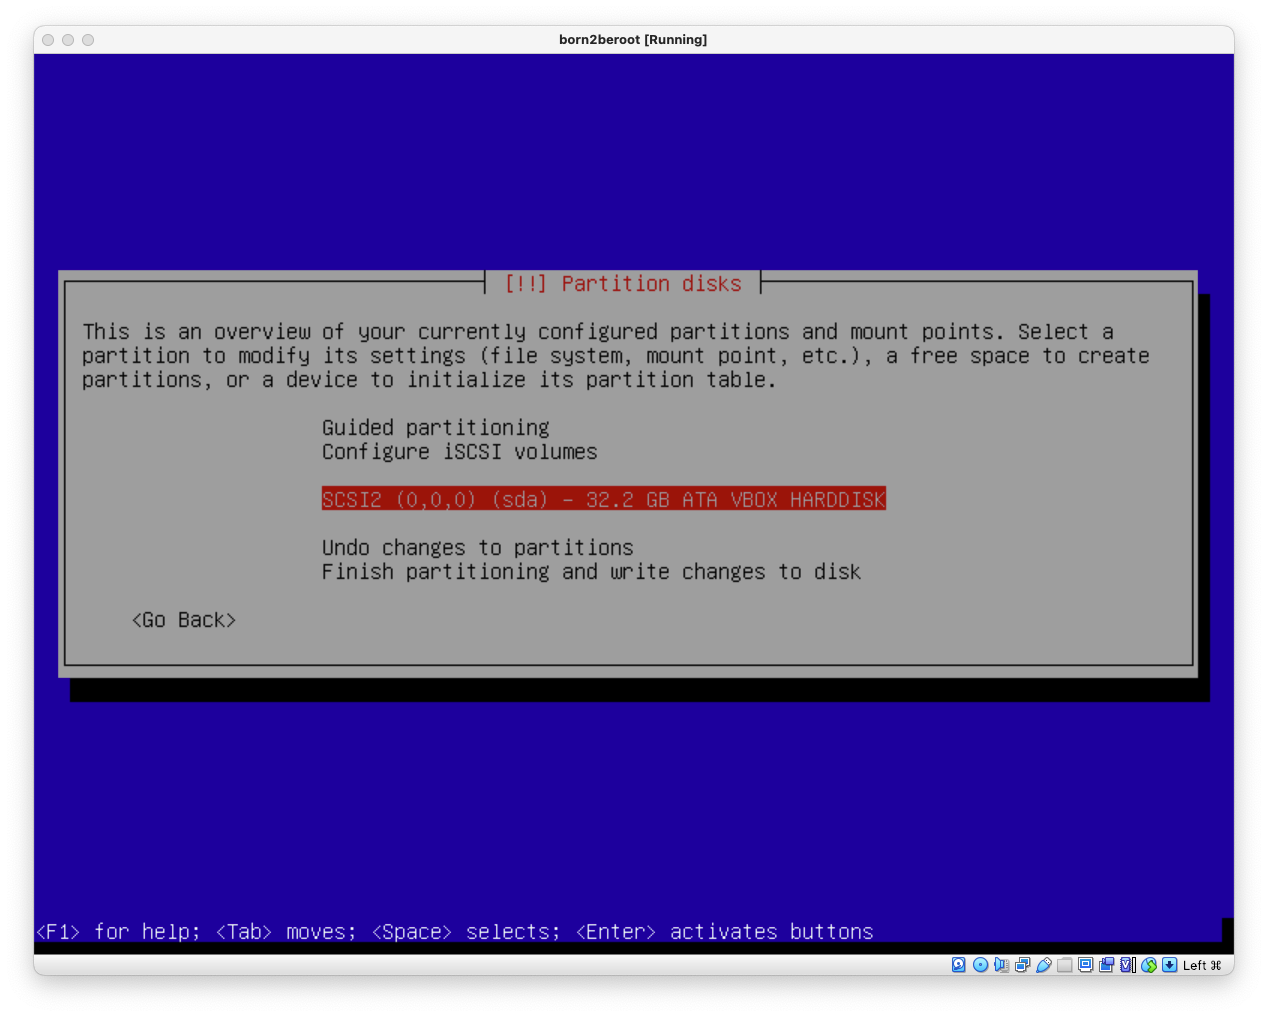 born2beroot [Running]
[!!] Partition disks
This is an overview of your currently configured partitions and mount points. Select a
partition to modify its settings (file system, mount point, etc.), a free space to create
partitions, or a device to initialize its partition table.
Guided partitioning
Configure iSCSI volumes
SCSI2 (0,0,0) (sda) - 32.2 GB ATA VBOX HARDDISK
Undo changes to partitions
Finish partitioning and write changes to disk
<Go Back>
<F1> for help; <Tab> moves; <Space> selects; <Enter> activates buttons
Left ⌘